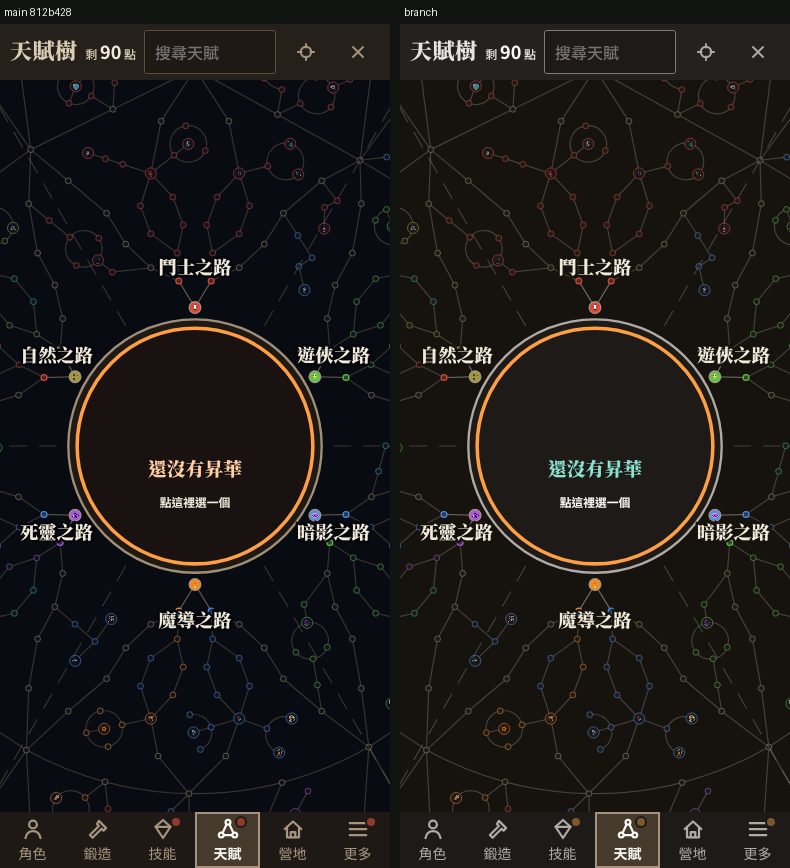 main 812b428
天賦樹 剩 90 點 搜尋天賦
鬥士之路
自然之路 遊俠之路
還沒有昇華
點這裡選一個
死靈之路 暗影之路
魔導之路
角色 鍛造 技能 天賦 營地 更多
branch
天賦樹 剩 90 點 搜尋天賦
鬥士之路
自然之路 遊俠之路
還沒有昇華
點這裡選一個
死靈之路 暗影之路
魔導之路
角色 鍛造 技能 天賦 營地 更多